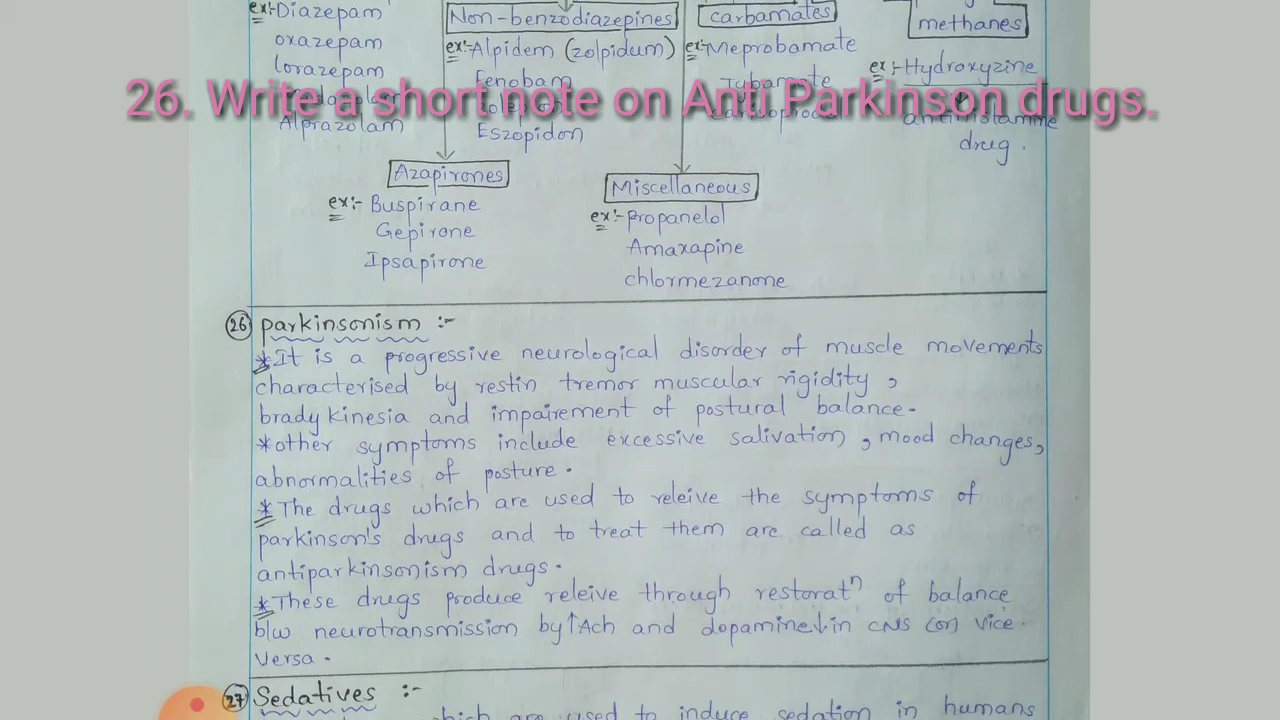 ex:- Diazepam
oxazepam
lorazepam
Alprazolam
Non-benzodiazepines
ex:- Alpidem (zolpidum)
Fenobam
Eszopidon
carbamates
ex:- Meprobamate
Tybamate
methanes
ex:- Hydroxyzine
antihistamine
drug.
26. Write a short note on Anti Parkinson drugs.
Azapirones
ex:- Buspirane
Gepirone
Ipsapirone
Miscellaneous
ex:- propanelol
Amaxapine
chlormezanone
26 parkinsonism :-
*It is a progressive neurological disorder of muscle movements
characterised by restin tremor muscular rigidity,
bradykinesia and impairement of postural balance.
*other symptoms include excessive salivation, mood changes,
abnormalities of posture.
*The drugs which are used to releive the symptoms of
parkinson's drugs and to treat them are called as
antiparkinsonism drugs.
*These drugs produce releive through restoratⁿ of balance
b/w neurotransmission by ↑Ach and dopamine↓in CNS (or) vice
versa.
27 Sedatives :-
which are used to induce sedation in humans